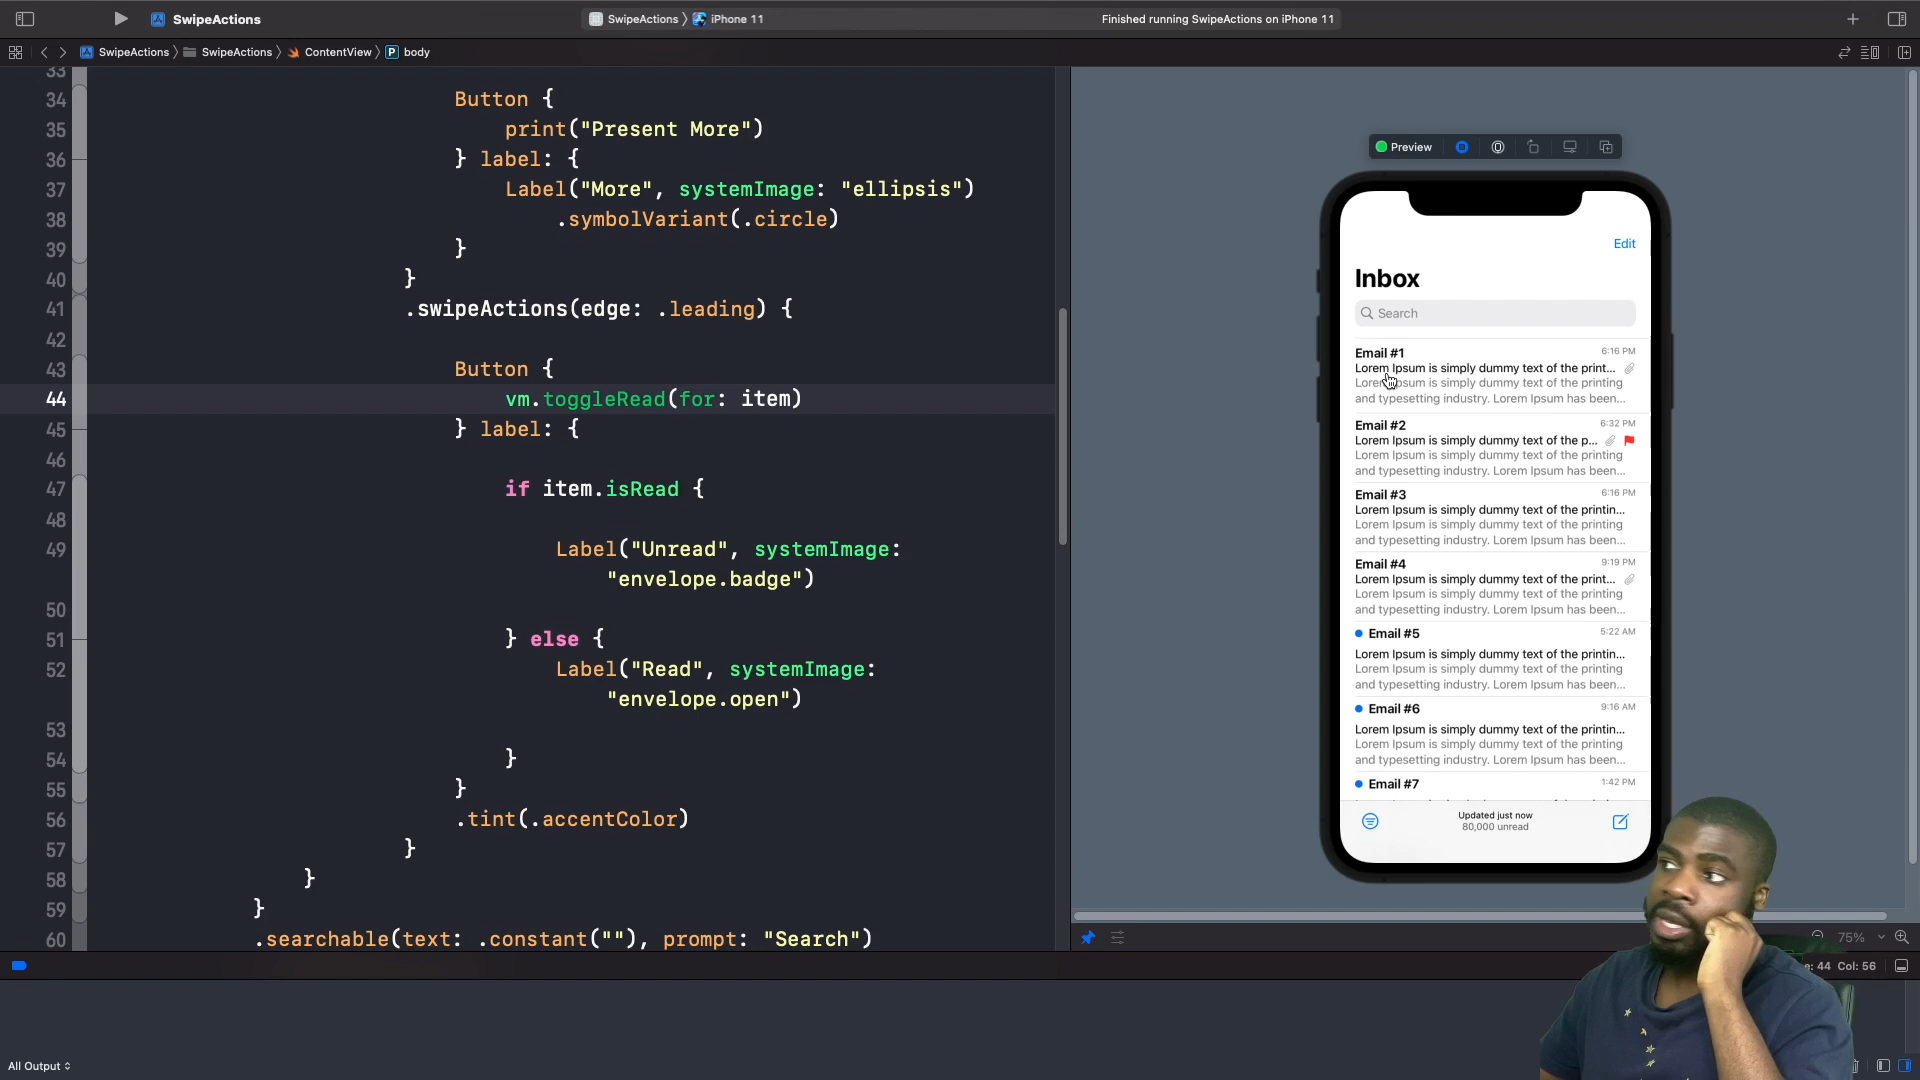 SwipeActions
SwipeActions 〉 iPhone 11
Finished running SwipeActions on iPhone 11
SwipeActions 〉 SwipeActions 〉 ContentView 〉 P body
33
34 Button {
35 print("Present More")
36 } label: {
37 Label("More", systemImage: "ellipsis")
38 .symbolVariant(.circle)
39 }
40 }
41 .swipeActions(edge: .leading) {
42
43 Button {
44 vm.toggleRead(for: item)
45 } label: {
46
47 if item.isRead {
48
49 Label("Unread", systemImage:
"envelope.badge")
50
51 } else {
52 Label("Read", systemImage:
"envelope.open")
53
54 }
55 }
56 .tint(.accentColor)
57 }
58 }
59 }
60 .searchable(text: .constant(""), prompt: "Search")
Preview
Edit
Inbox
Search
Email #1 6:16 PM
Lorem Ipsum is simply dummy text of the print...
Lorem Ipsum is simply dummy text of the printing
and typesetting industry. Lorem Ipsum has been...
Email #2 6:32 PM
Lorem Ipsum is simply dummy text of the p...
Lorem Ipsum is simply dummy text of the printing
and typesetting industry. Lorem Ipsum has been...
Email #3 6:16 PM
Lorem Ipsum is simply dummy text of the printin...
Lorem Ipsum is simply dummy text of the printing
and typesetting industry. Lorem Ipsum has been...
Email #4 9:19 PM
Lorem Ipsum is simply dummy text of the print...
Lorem Ipsum is simply dummy text of the printing
and typesetting industry. Lorem Ipsum has been...
Email #5 5:22 AM
Lorem Ipsum is simply dummy text of the printin...
Lorem Ipsum is simply dummy text of the printing
and typesetting industry. Lorem Ipsum has been...
Email #6 9:16 AM
Lorem Ipsum is simply dummy text of the printin...
Lorem Ipsum is simply dummy text of the printing
and typesetting industry. Lorem Ipsum has been...
Email #7 1:42 PM
Updated just now
80,000 unread
75%
: 44 Col: 56
All Output